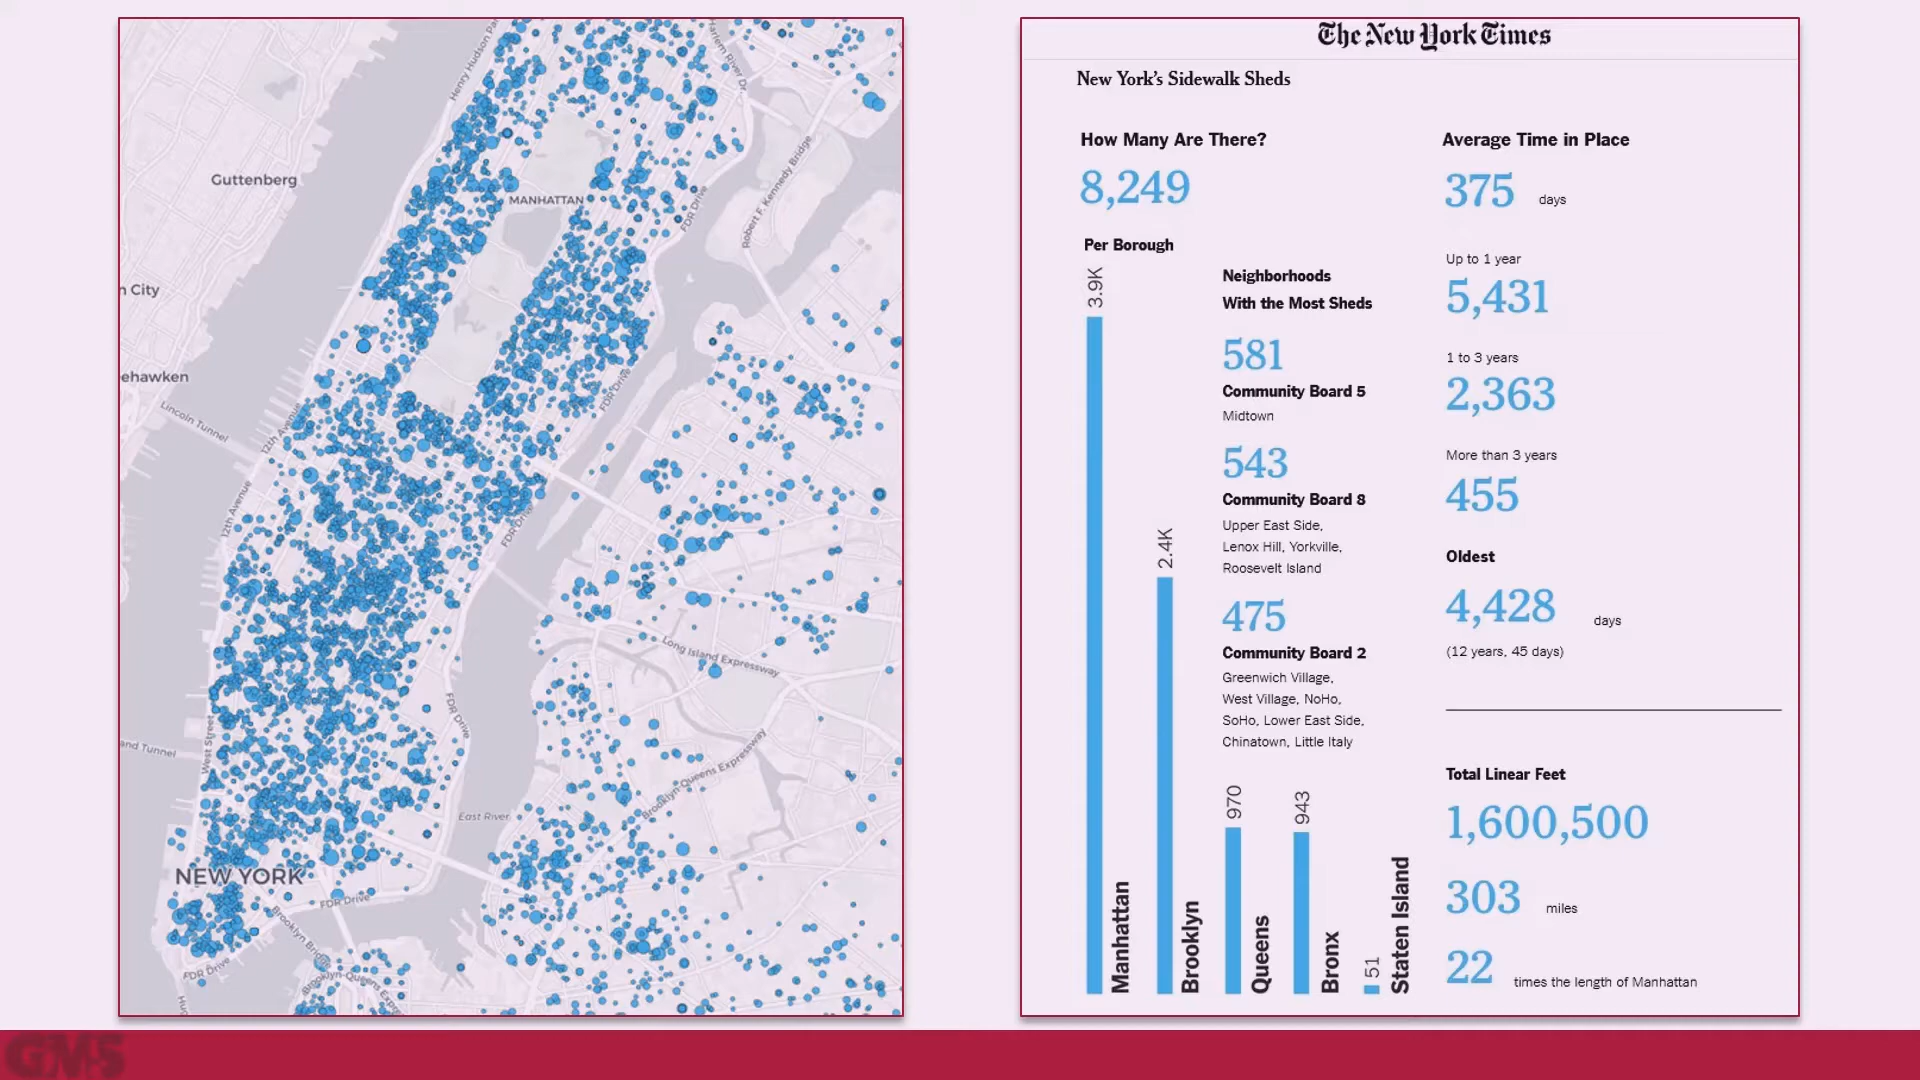 Henry Hudson Pa
Harlem River Dr.
Guttenberg
MANHATTAN
FDR Drive
Robert F. Kennedy Bridge
n City
ehawken
Lincoln Tunnel
12th Avenue
FDR Drive
12th Avenue
FDR Drive
Long Island Expressway
FDR Drive
West Street
and Tunnel
Brooklyn-Queens Expressway
East River
NEW YORK
FDR Drive
Brooklyn Bridge
FDR Drive
Brooklyn-Queens Exp
The New York Times
New York's Sidewalk Sheds
How Many Are There?
8,249
Per Borough
3.9K
Manhattan
2.4K
Brooklyn
970
Queens
943
Bronx
51
Staten Island
Neighborhoods
With the Most Sheds
581
Community Board 5
Midtown
543
Community Board 8
Upper East Side,
Lenox Hill, Yorkville,
Roosevelt Island
475
Community Board 2
Greenwich Village,
West Village, NoHo,
SoHo, Lower East Side,
Chinatown, Little Italy
Average Time in Place
375 days
Up to 1 year
5,431
1 to 3 years
2,363
More than 3 years
455
Oldest
4,428 days
(12 years, 45 days)
Total Linear Feet
1,600,500
303 miles
22 times the length of Manhattan
GMS